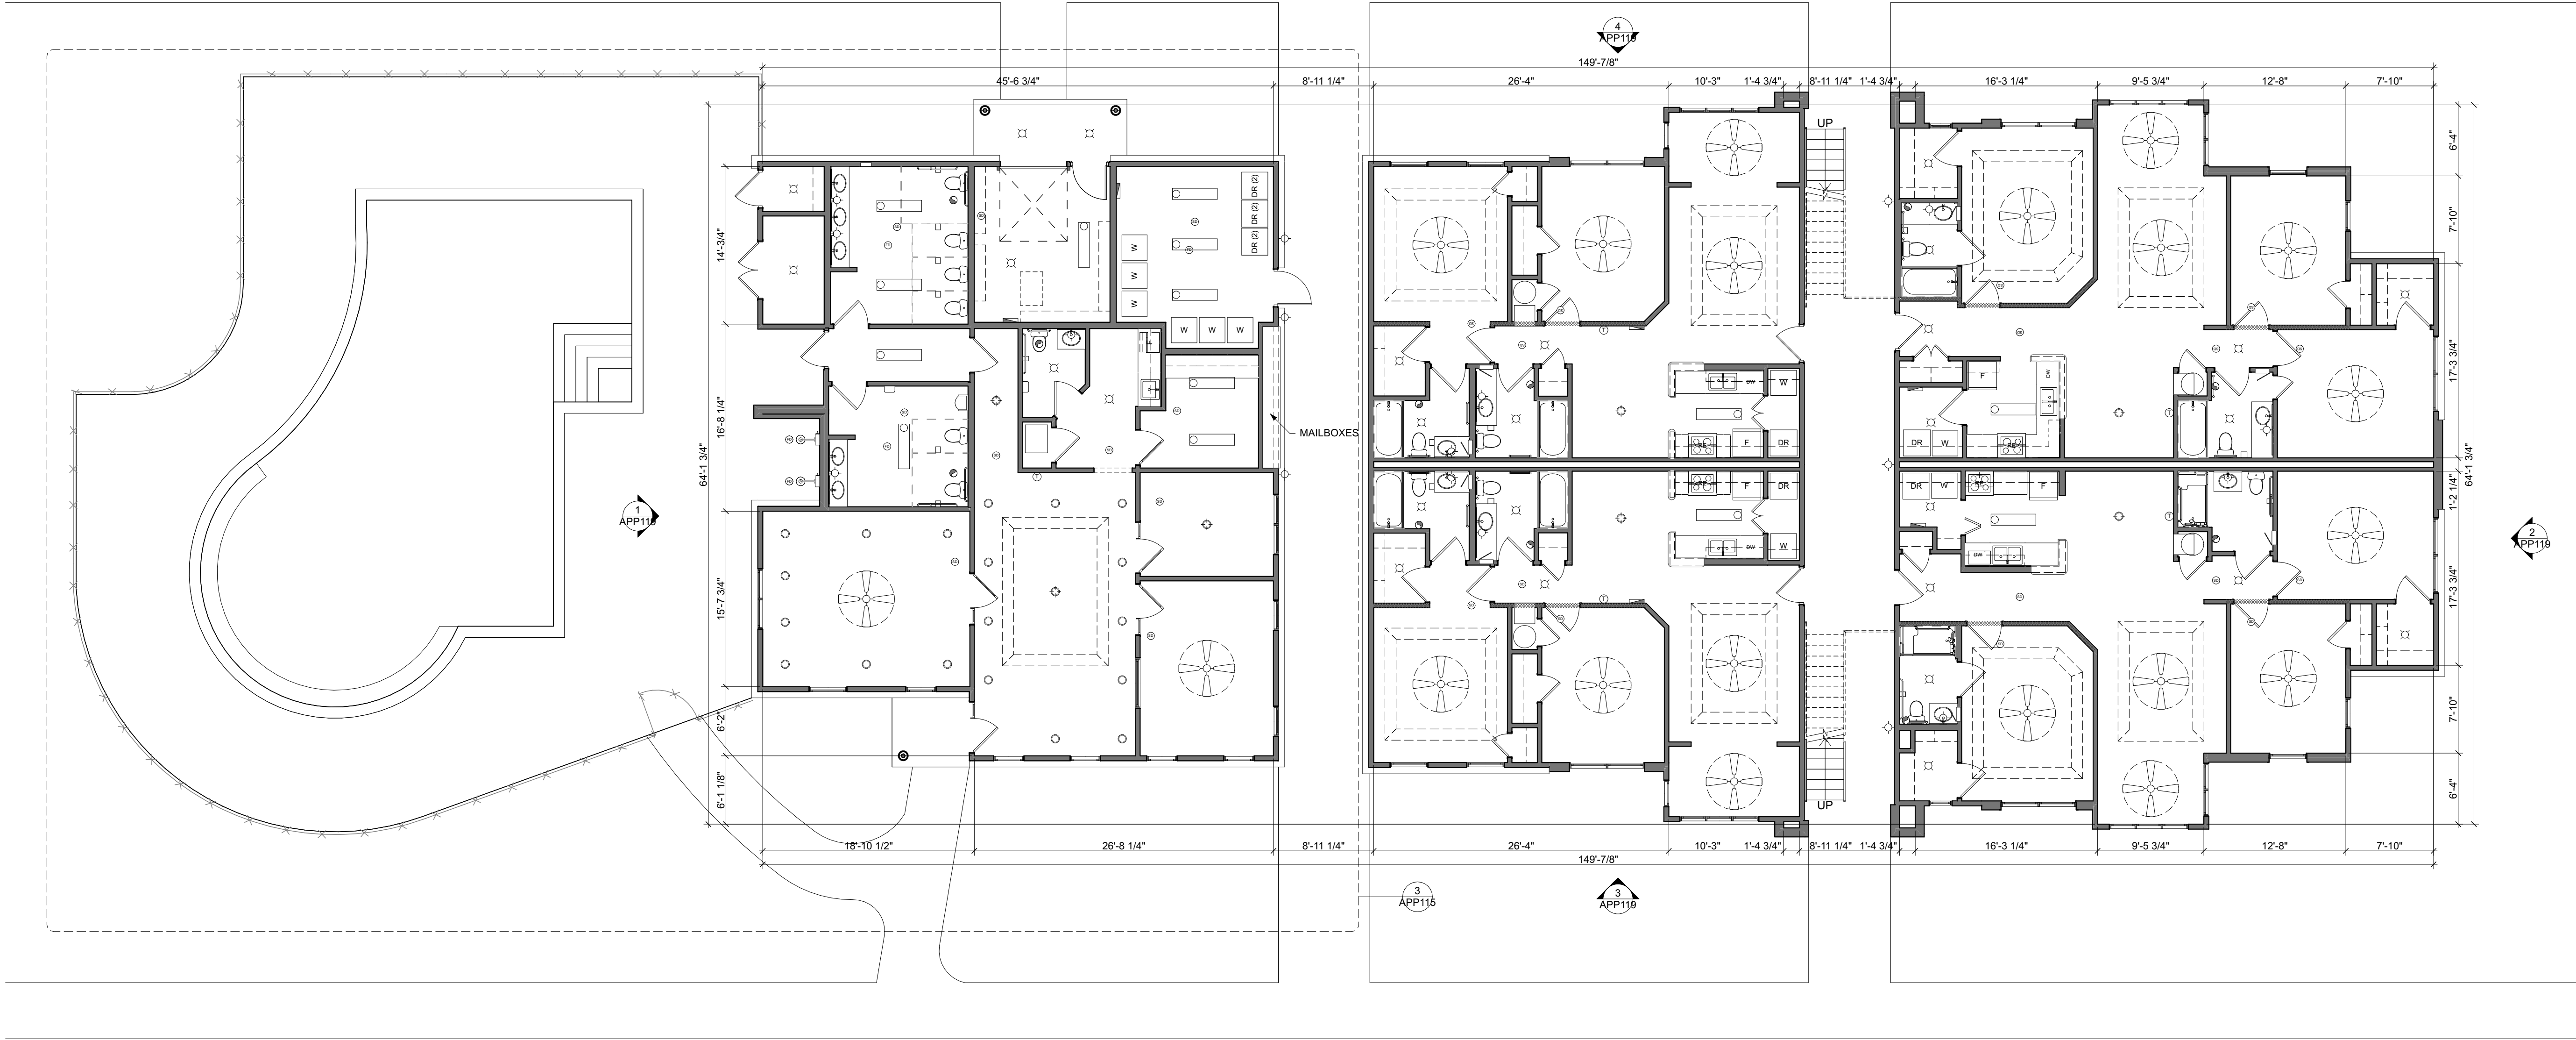 4
APP119
149'-7/8"
45'-6 3/4"
8'-11 1/4"
26'-4"
10'-3"
1'-4 3/4"
8'-11 1/4"
1'-4 3/4"
16'-3 1/4"
9'-5 3/4"
12'-8"
7'-10"
UP
6'-4"
7'-10"
17'-3 3/4"
1'-2 1/4"
17'-3 3/4"
7'-10"
6'-4"
64'-1 3/4"
14'-3/4"
16'-8 1/4"
15'-7 3/4"
6'-2"
6'-1 1/8"
64'-1 3/4"
DR (2)
DR (2)
DR (2)
W
W
W
W
W
W
F
MAILBOXES
T
T
DW
W
F
DR
F
DW
DR
W
T
DR
F
DW
W
T
DR
W
F
DW
T
1
APP119
2
APP119
UP
18'-10 1/2"
26'-8 1/4"
8'-11 1/4"
26'-4"
10'-3"
1'-4 3/4"
8'-11 1/4"
1'-4 3/4"
16'-3 1/4"
9'-5 3/4"
12'-8"
7'-10"
149'-7/8"
3
APP115
3
APP119